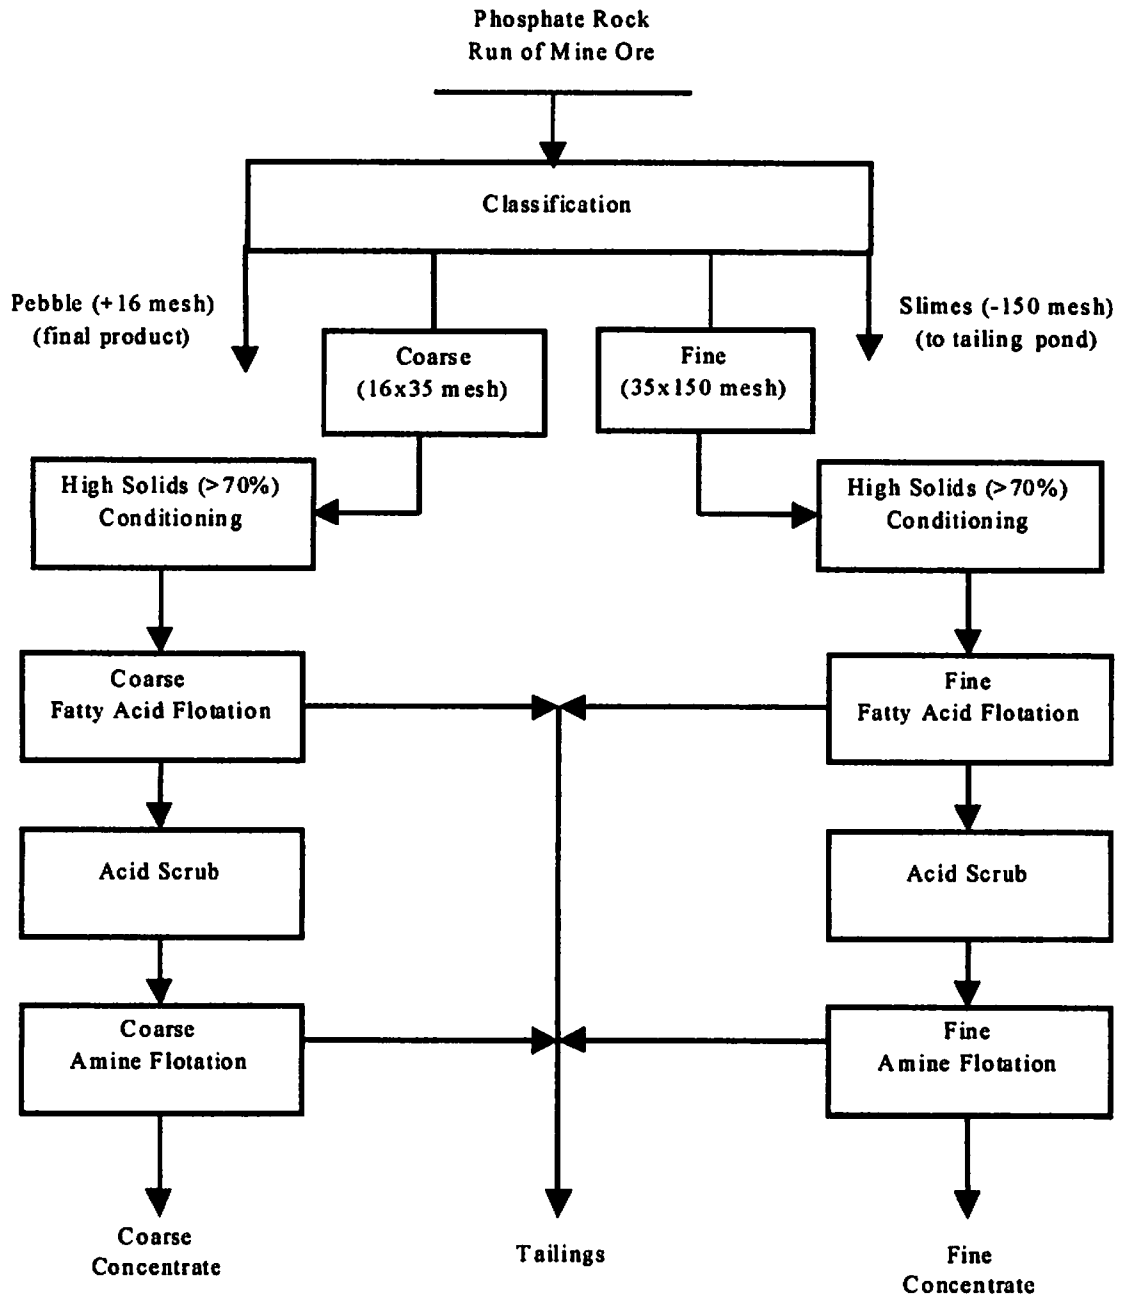 Phosphate Rock
Run of Mine Ore
Classification
Pebble (+16 mesh)
(final product)
Slimes (-150 mesh)
(to tailing pond)
Coarse
(16x35 mesh)
Fine
(35x150 mesh)
High Solids (>70%)
Conditioning
High Solids (>70%)
Conditioning
Coarse
Fatty Acid Flotation
Fine
Fatty Acid Flotation
Acid Scrub
Acid Scrub
Coarse
Amine Flotation
Fine
Amine Flotation
Coarse
Concentrate
Tailings
Fine
Concentrate